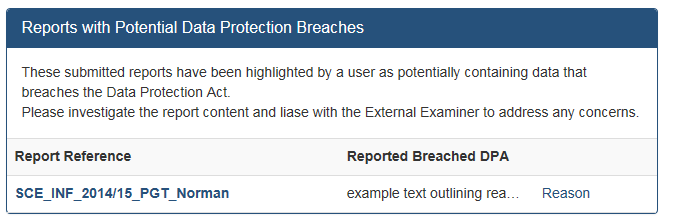 Reports with Potential Data Protection Breaches
These submitted reports have been highlighted by a user as potentially containing data that
breaches the Data Protection Act.
Please investigate the report content and liase with the External Examiner to address any concerns.
Report Reference Reported Breached DPA
SCE_INF_2014/15_PGT_Norman example text outlining rea... Reason